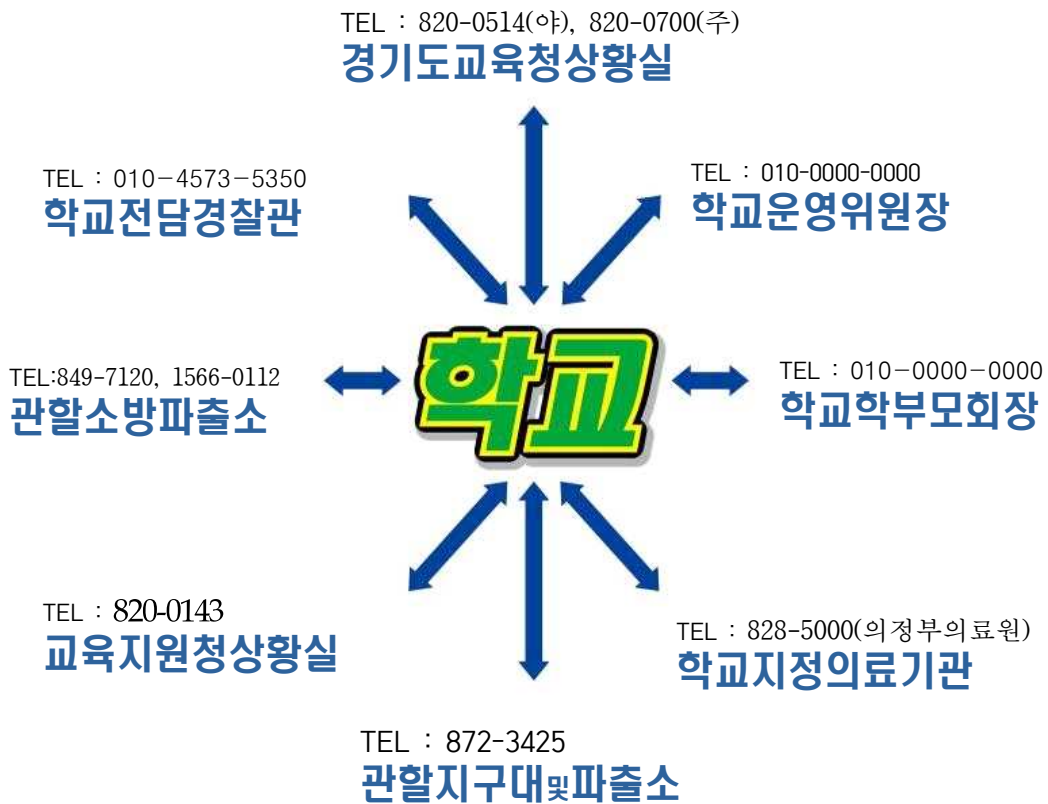 TEL : 820-0514(야), 820-0700(주)
경기도교육청상황실
TEL : 010-4573-5350
학교전담경찰관
TEL : 010-0000-0000
학교운영위원장
TEL:849-7120, 1566-0112
관할소방파출소
학교
TEL : 010-0000-0000
학교학부모회장
TEL : 820-0143
교육지원청상황실
TEL : 828-5000(의정부의료원)
학교지정의료기관
TEL : 872-3425
관할지구대및파출소